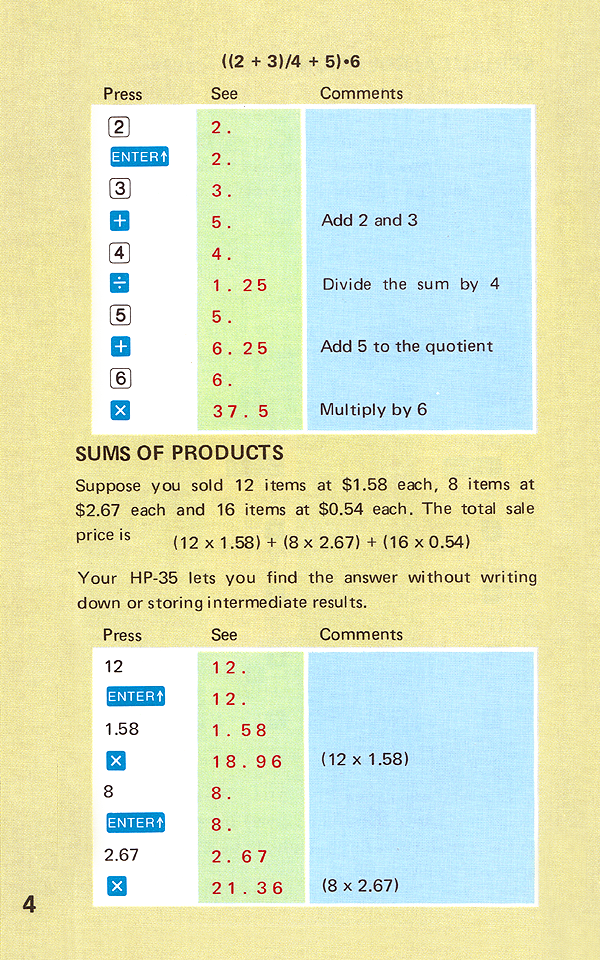 ((2 + 3)/4 + 5)•6
Press See Comments
2 2.
ENTER↑ 2.
3 3.
+ 5. Add 2 and 3
4 4.
÷ 1.25 Divide the sum by 4
5 5.
+ 6.25 Add 5 to the quotient
6 6.
× 37.5 Multiply by 6
SUMS OF PRODUCTS
Suppose you sold 12 items at $1.58 each, 8 items at
$2.67 each and 16 items at $0.54 each. The total sale
price is (12 x 1.58) + (8 x 2.67) + (16 x 0.54)
Your HP-35 lets you find the answer without writing
down or storing intermediate results.
Press See Comments
12 12.
ENTER↑ 12.
1.58 1.58
× 18.96 (12 x 1.58)
8 8.
ENTER↑ 8.
2.67 2.67
× 21.36 (8 x 2.67)
4